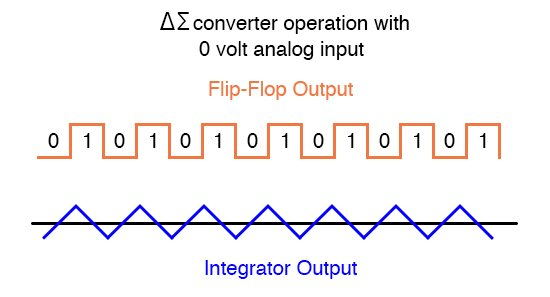 ΔΣ converter operation with
0 volt analog input
Flip-Flop Output
0 1 0 1 0 1 0 1 0 1 0 1 0 1
Integrator Output